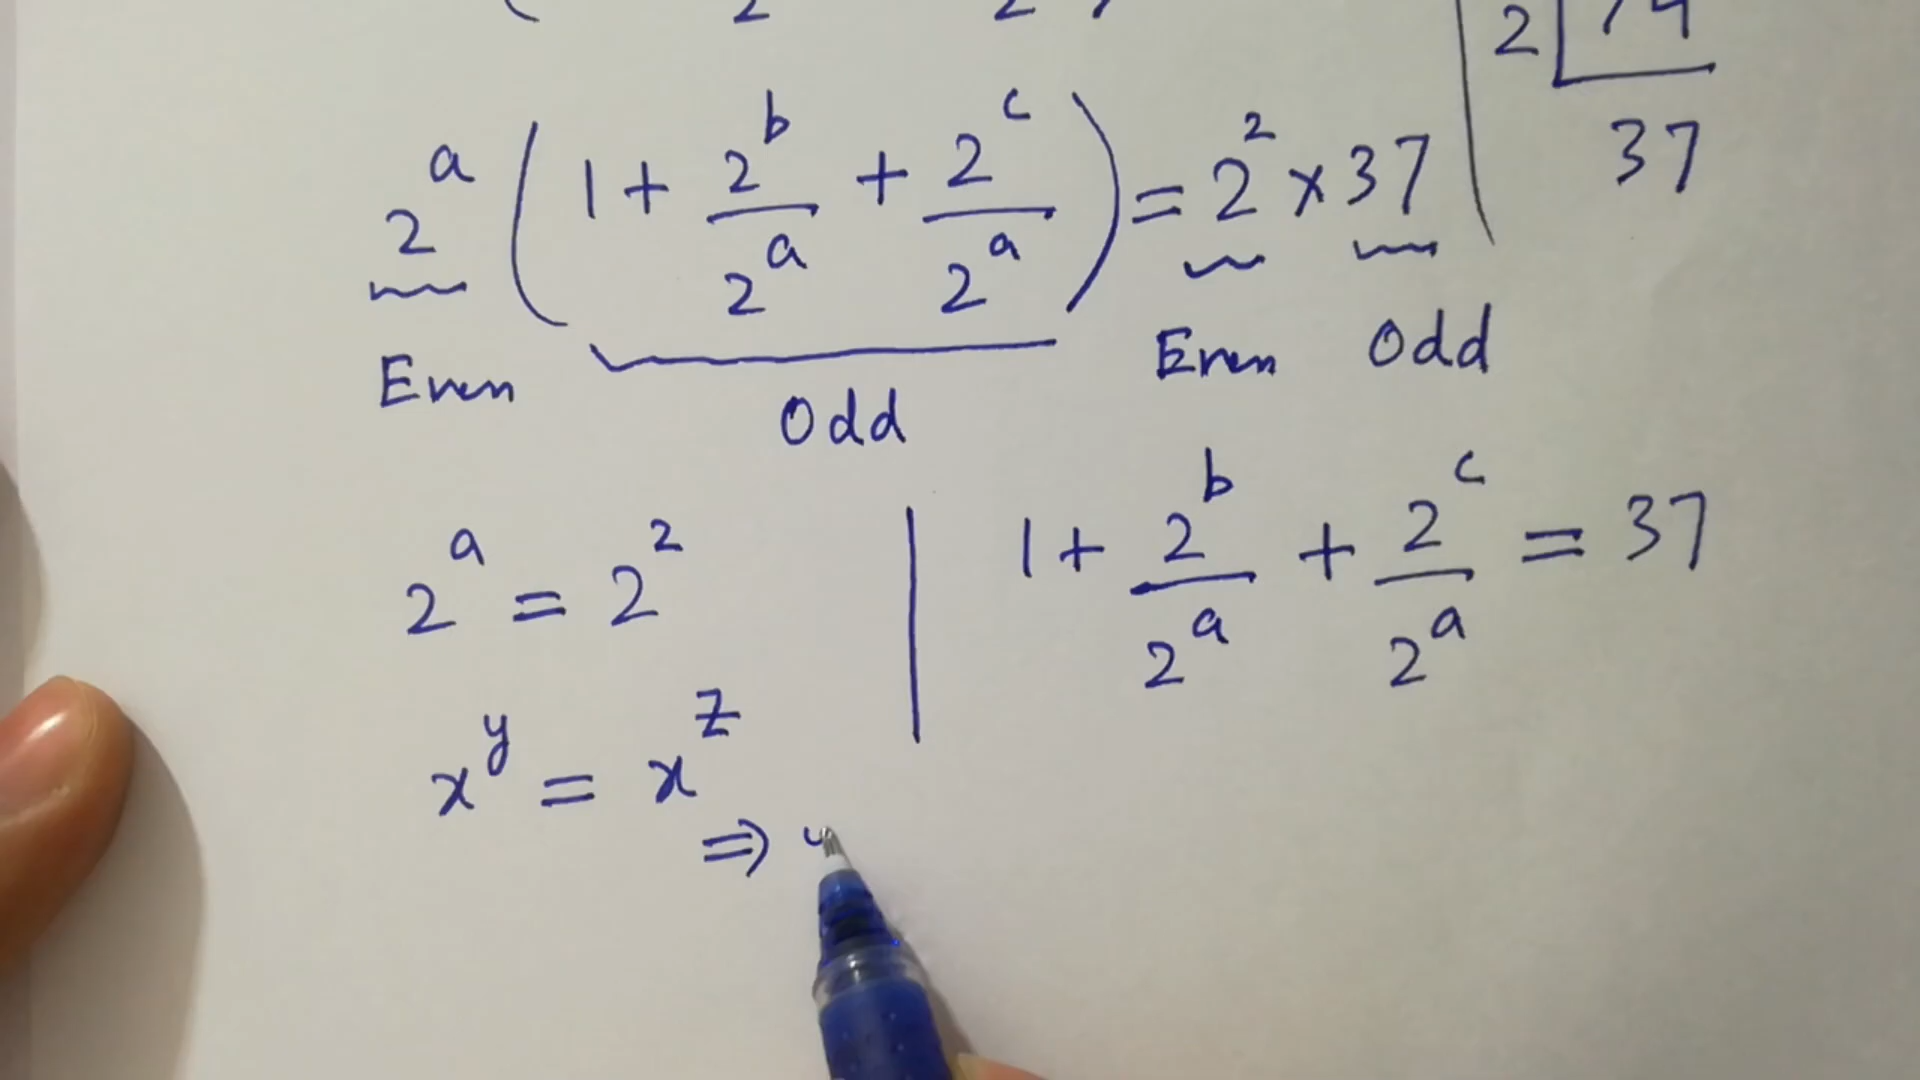 2^a ( 1 + 2^b/2^a + 2^c/2^a ) = 2^2 × 37
Even Odd Even Odd
2 74
37
2^a = 2^2
1 + 2^b/2^a + 2^c/2^a = 37
x^y = x^z
⇒